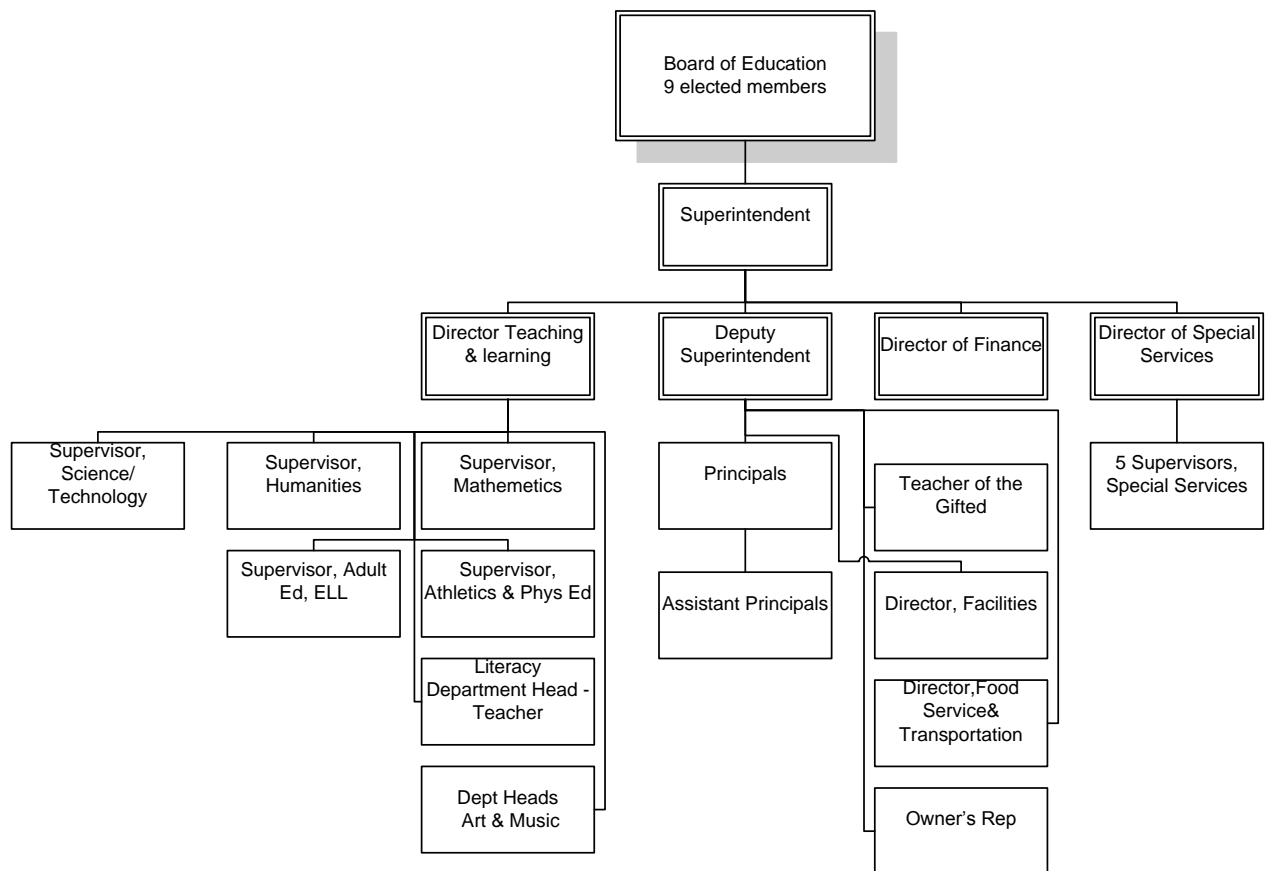 Board of Education
9 elected members
Superintendent
Director Teaching
& learning
Deputy
Superintendent
Director of Finance
Director of Special
Services
Supervisor,
Science/
Technology
Supervisor,
Humanities
Supervisor,
Mathemetics
Principals
Teacher of the
Gifted
5 Supervisors,
Special Services
Supervisor, Adult
Ed, ELL
Supervisor,
Athletics & Phys Ed
Assistant Principals
Director, Facilities
Literacy
Department Head -
Teacher
Director,Food
Service&
Transportation
Dept Heads
Art & Music
Owner’s Rep